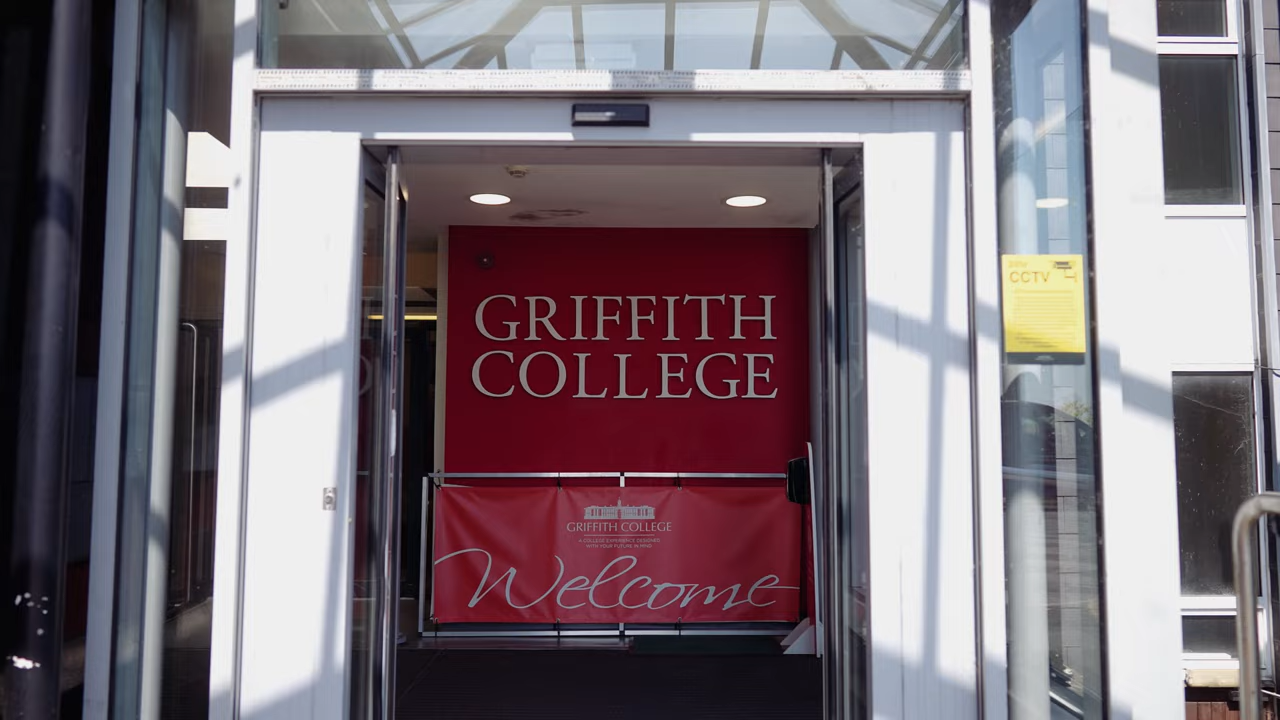 GRIFFITH
COLLEGE
CCTV
GRIFFITH COLLEGE
A COLLEGE EXPERIENCE DESIGNED
WITH YOUR FUTURE IN MIND
Welcome